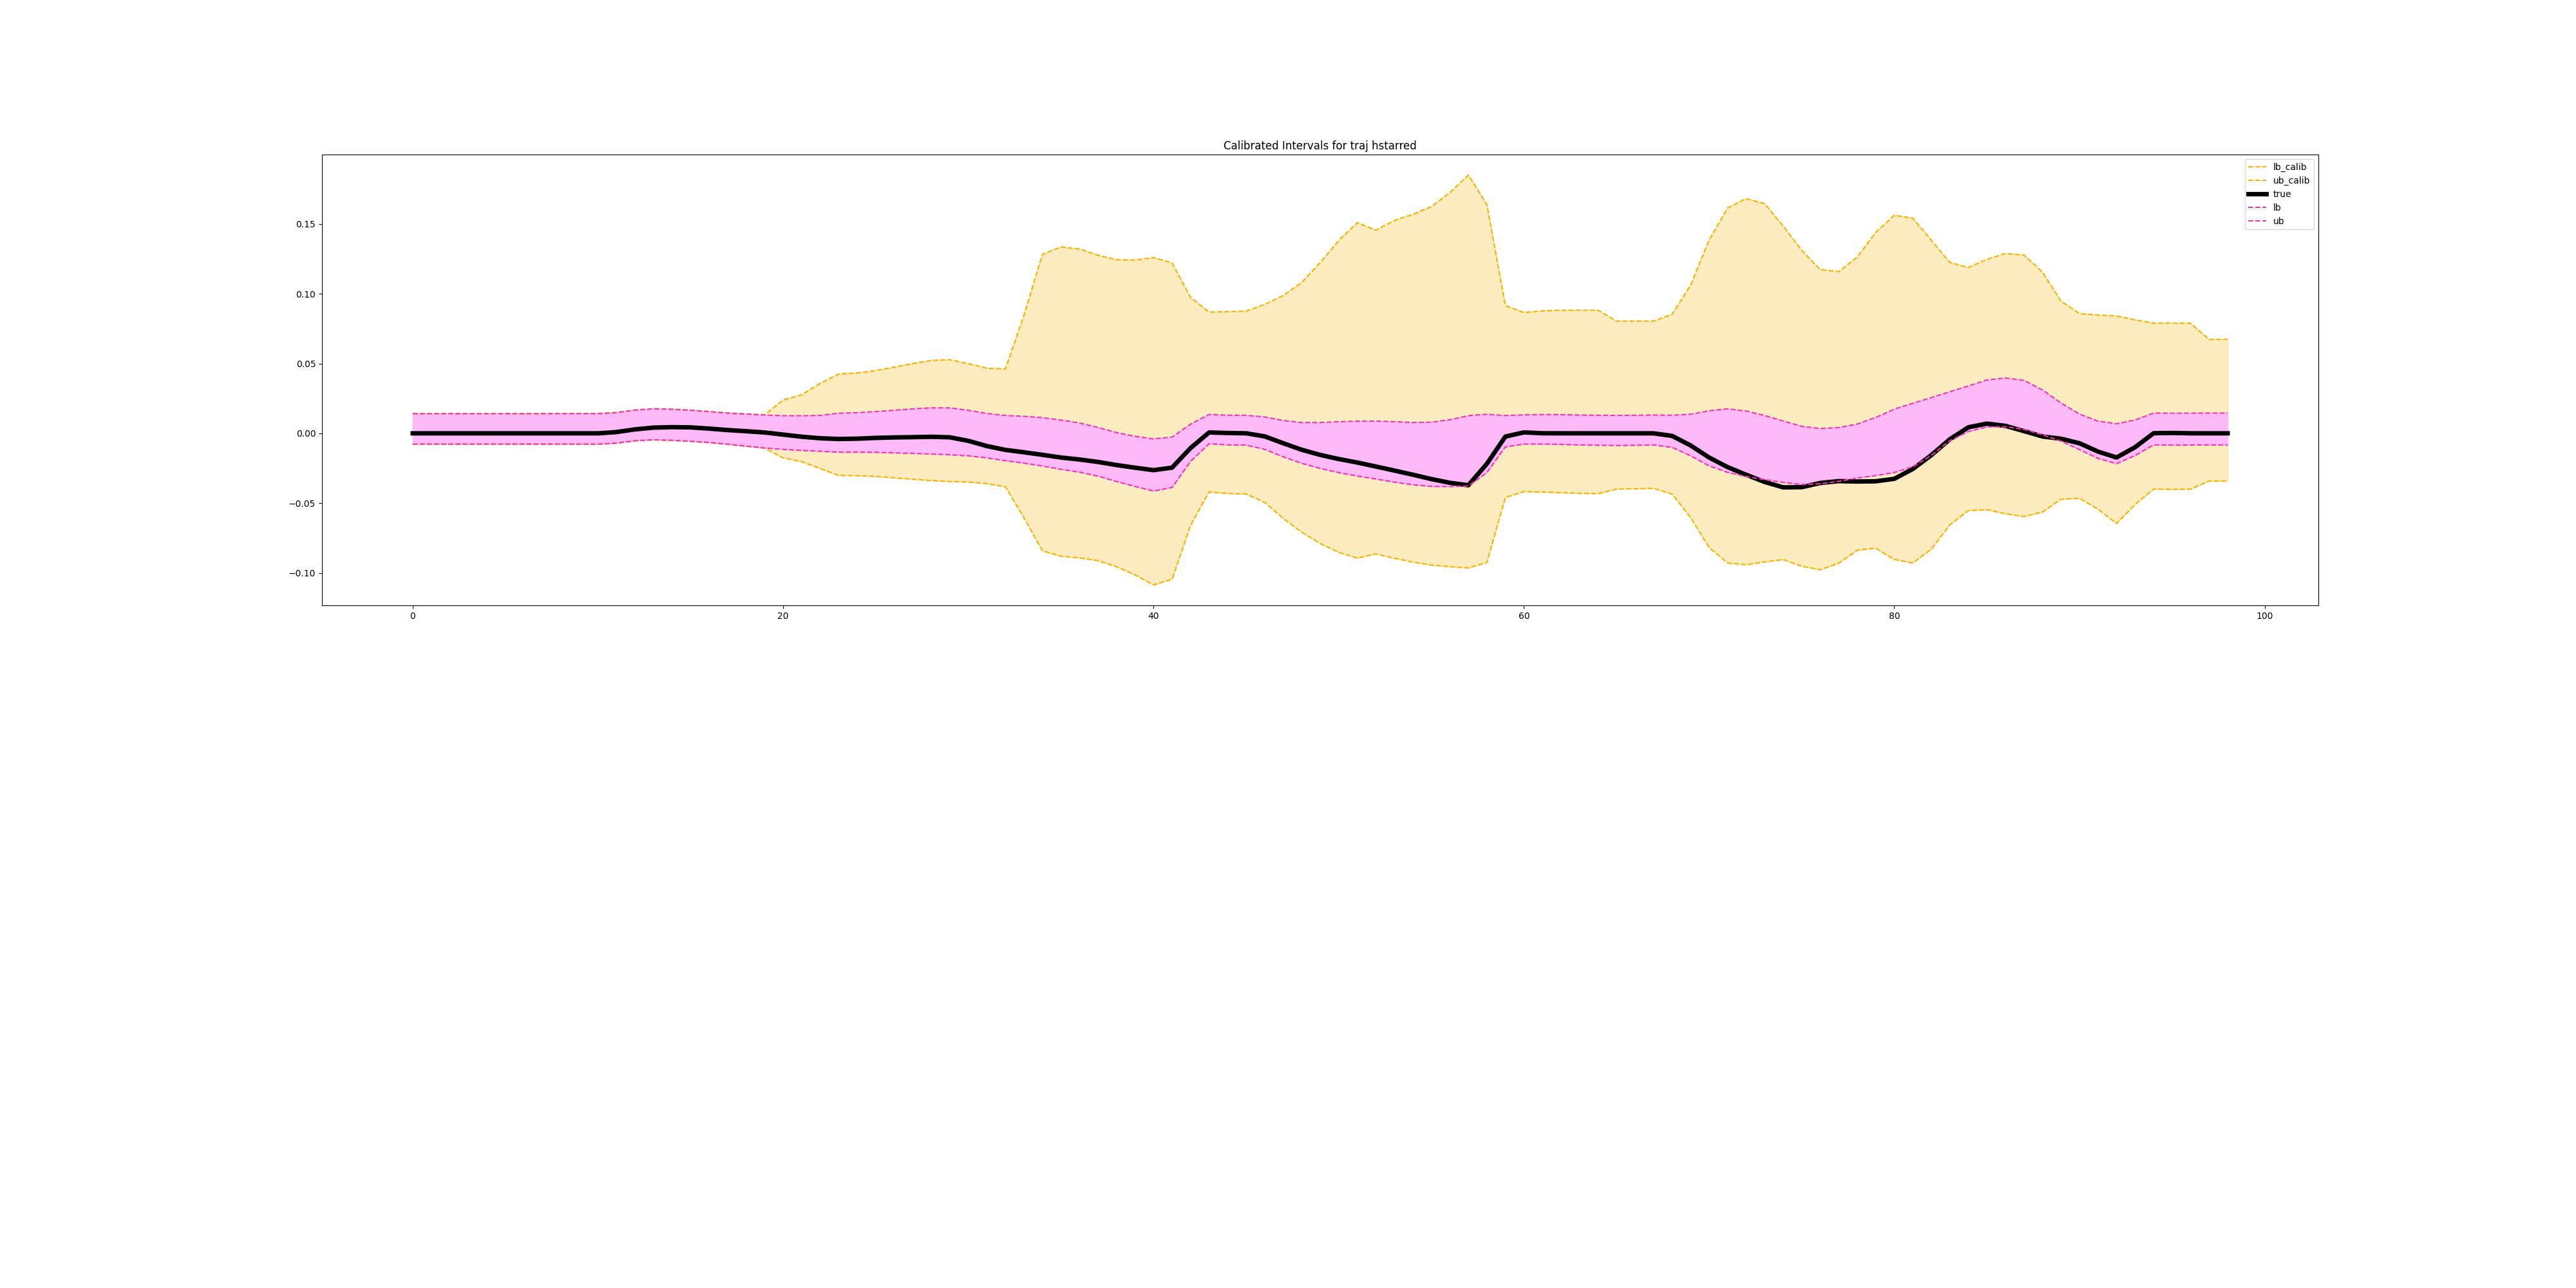 Calibrated Intervals for traj hstarred
lb_calib
ub_calib
true
lb
ub
0.15
0.10
0.05
0.00
−0.05
−0.10
0 20 40 60 80 100